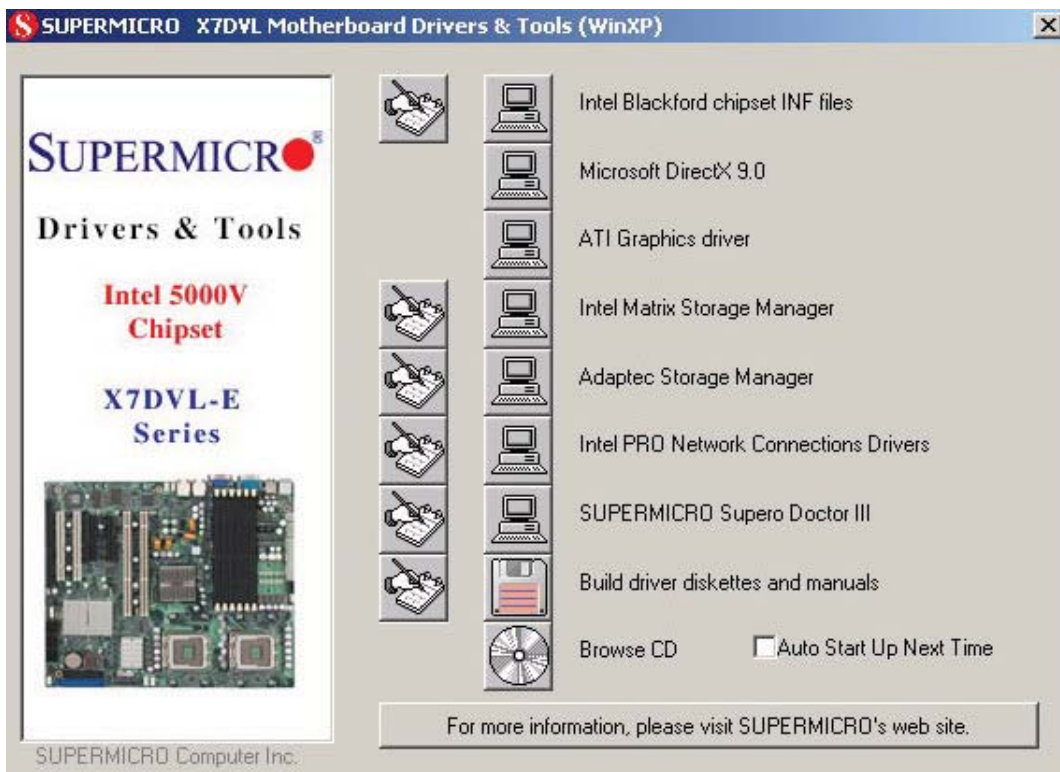 SUPERMICRO X7DVL Motherboard Drivers & Tools (WinXP)
SUPERMICR®
Drivers & Tools
Intel 5000V
Chipset
X7DVL-E
Series
SUPERMICRO Computer Inc.
Intel Blackford chipset INF files
Microsoft DirectX 9.0
ATI Graphics driver
Intel Matrix Storage Manager
Adaptec Storage Manager
Intel PRO Network Connections Drivers
SUPERMICRO Supero Doctor III
Build driver diskettes and manuals
Browse CD
Auto Start Up Next Time
For more information, please visit SUPERMICRO's web site.